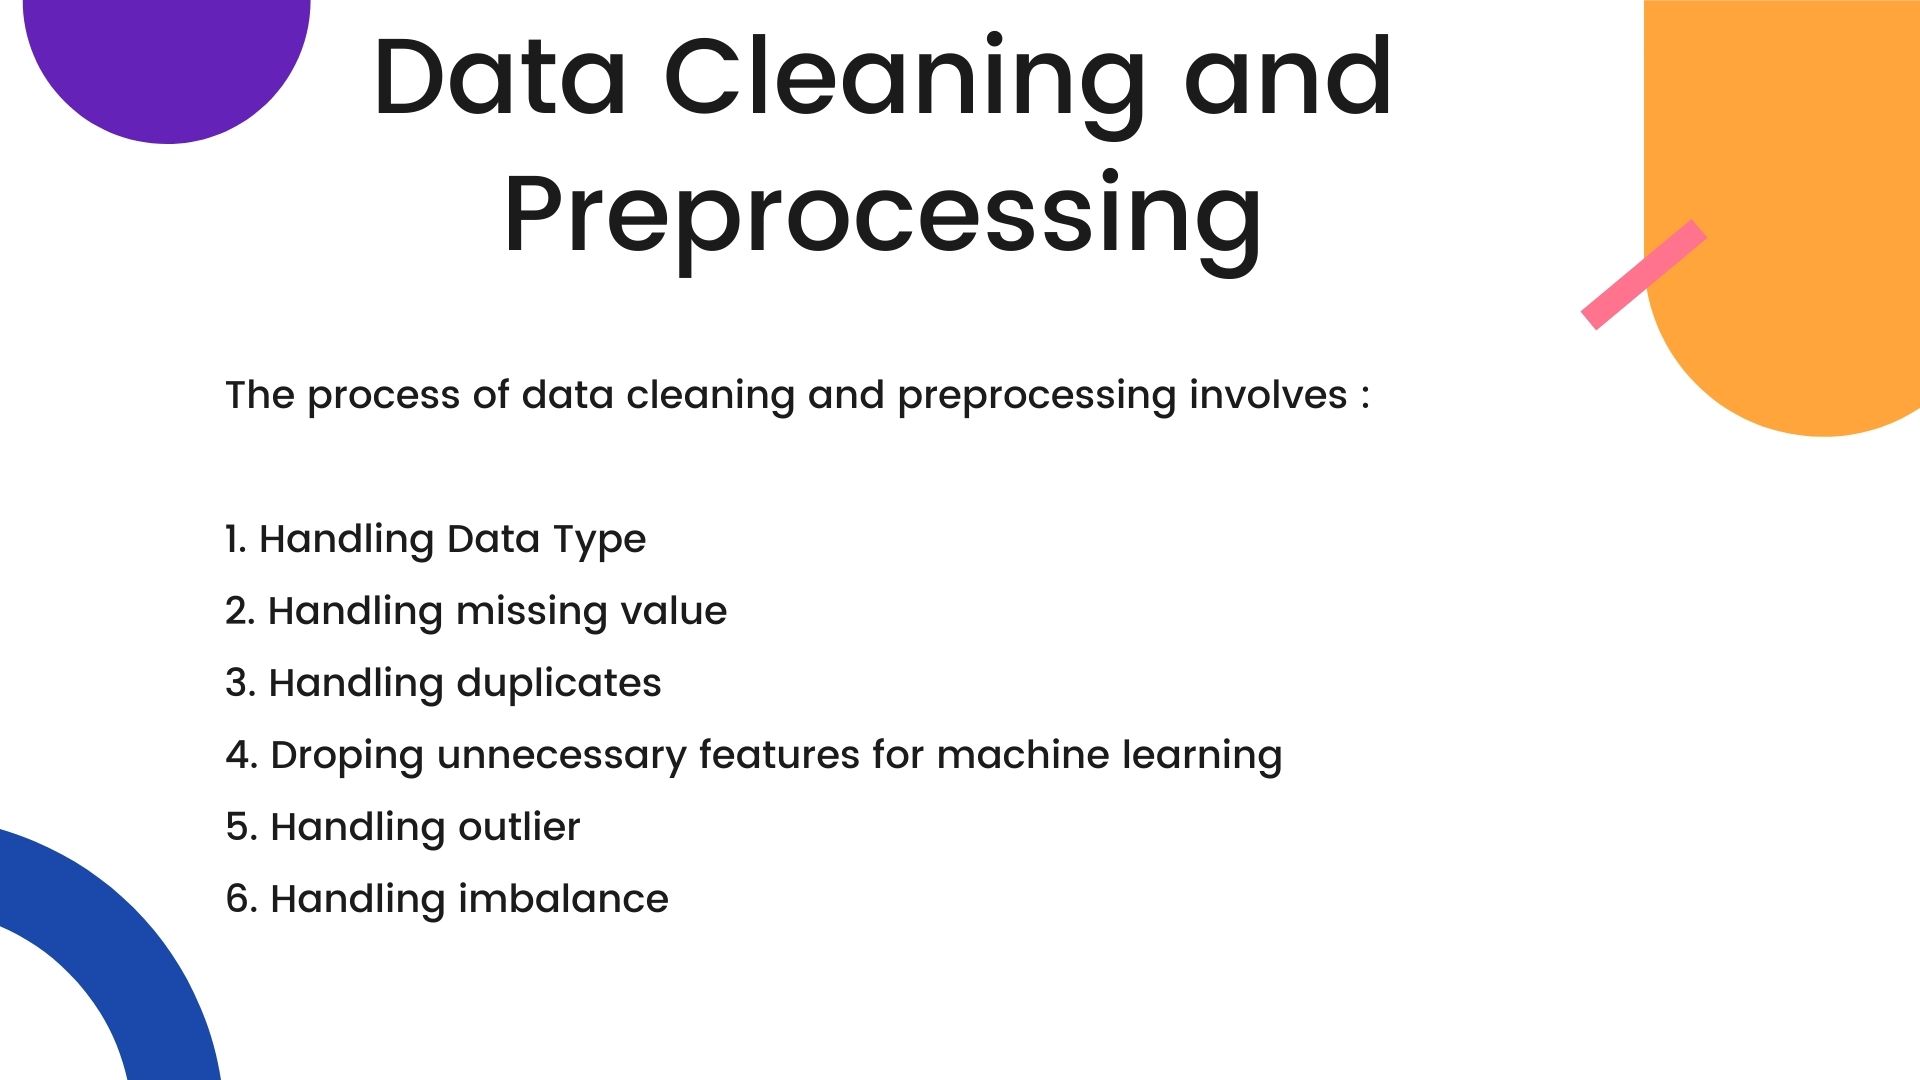 Data Cleaning and
Preprocessing
The process of data cleaning and preprocessing involves :
1. Handling Data Type
2. Handling missing value
3. Handling duplicates
4. Droping unnecessary features for machine learning
5. Handling outlier
6. Handling imbalance